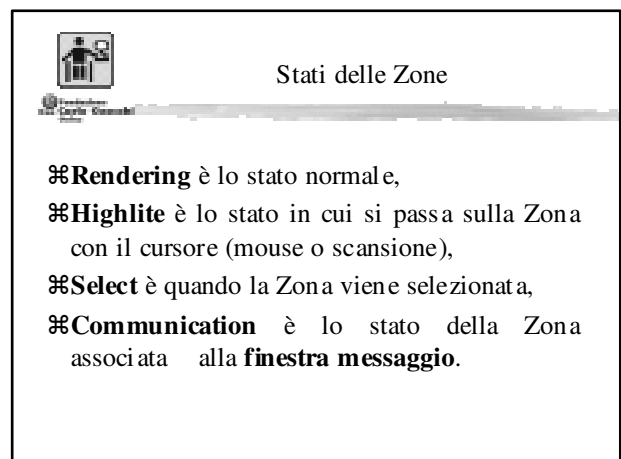 Stati delle Zone
Fondazione
⌘Rendering è lo stato normale,
⌘Highlite è lo stato in cui si passa sulla Zona
con il cursore (mouse o scansione),
⌘Select è quando la Zona viene selezionata,
⌘Communication è lo stato della Zona
associata alla finestra messaggio.